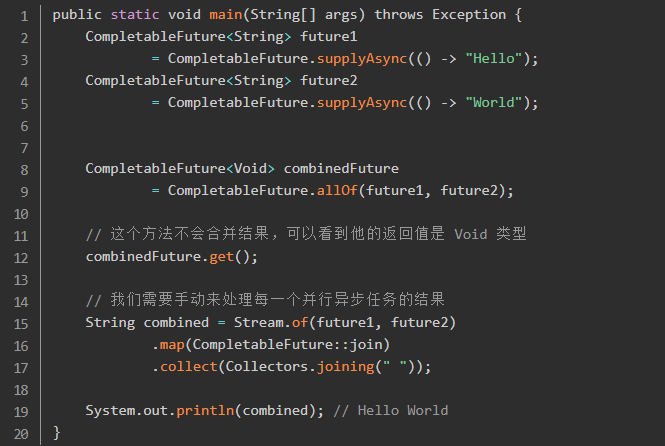 1 public static void main(String[] args) throws Exception {
2     CompletableFuture<String> future1
3             = CompletableFuture.supplyAsync(() -> "Hello");
4     CompletableFuture<String> future2
5             = CompletableFuture.supplyAsync(() -> "World");
6
7
8     CompletableFuture<Void> combinedFuture
9             = CompletableFuture.allOf(future1, future2);
10
11     // 这个方法不会合并结果，可以看到他的返回值是 Void 类型
12     combinedFuture.get();
13
14     // 我们需要手动来处理每一个并行异步任务的结果
15     String combined = Stream.of(future1, future2)
16             .map(CompletableFuture::join)
17             .collect(Collectors.joining(" "));
18
19     System.out.println(combined); // Hello World
20 }